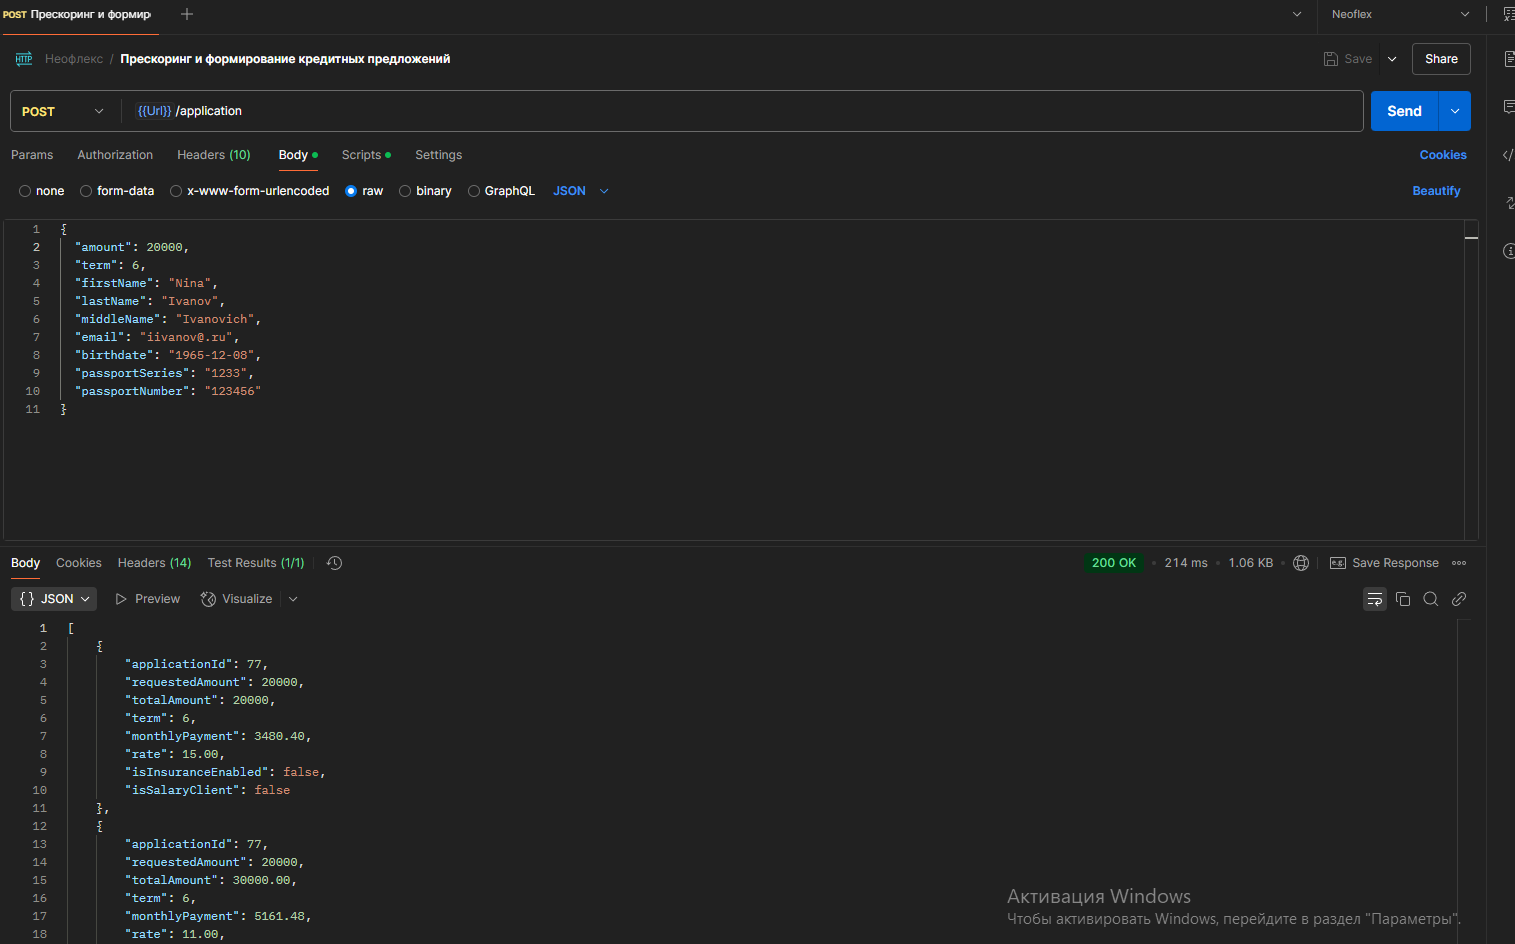 POST Прескоринг и формир
Neoflex
HTTP Неофлекс / Прескоринг и формирование кредитных предложений
Save
Share
POST
{{Url}} /application
Send
Params Authorization Headers (10) Body Scripts Settings
Cookies
none form-data x-www-form-urlencoded raw binary GraphQL JSON
Beautify
1 {
2 "amount": 20000,
3 "term": 6,
4 "firstName": "Nina",
5 "lastName": "Ivanov",
6 "middleName": "Ivanovich",
7 "email": "iivanov@.ru",
8 "birthdate": "1965-12-08",
9 "passportSeries": "1233",
10 "passportNumber": "123456"
11 }
Body Cookies Headers (14) Test Results (1/1)
200 OK • 214 ms • 1.06 KB • e.g. Save Response
{} JSON Preview Visualize
1 [
2 {
3 "applicationId": 77,
4 "requestedAmount": 20000,
5 "totalAmount": 20000,
6 "term": 6,
7 "monthlyPayment": 3480.40,
8 "rate": 15.00,
9 "isInsuranceEnabled": false,
10 "isSalaryClient": false
11 },
12 {
13 "applicationId": 77,
14 "requestedAmount": 20000,
15 "totalAmount": 30000.00,
16 "term": 6,
17 "monthlyPayment": 5161.48,
18 "rate": 11.00,
Активация Windows
Чтобы активировать Windows, перейдите в раздел "Параметры".